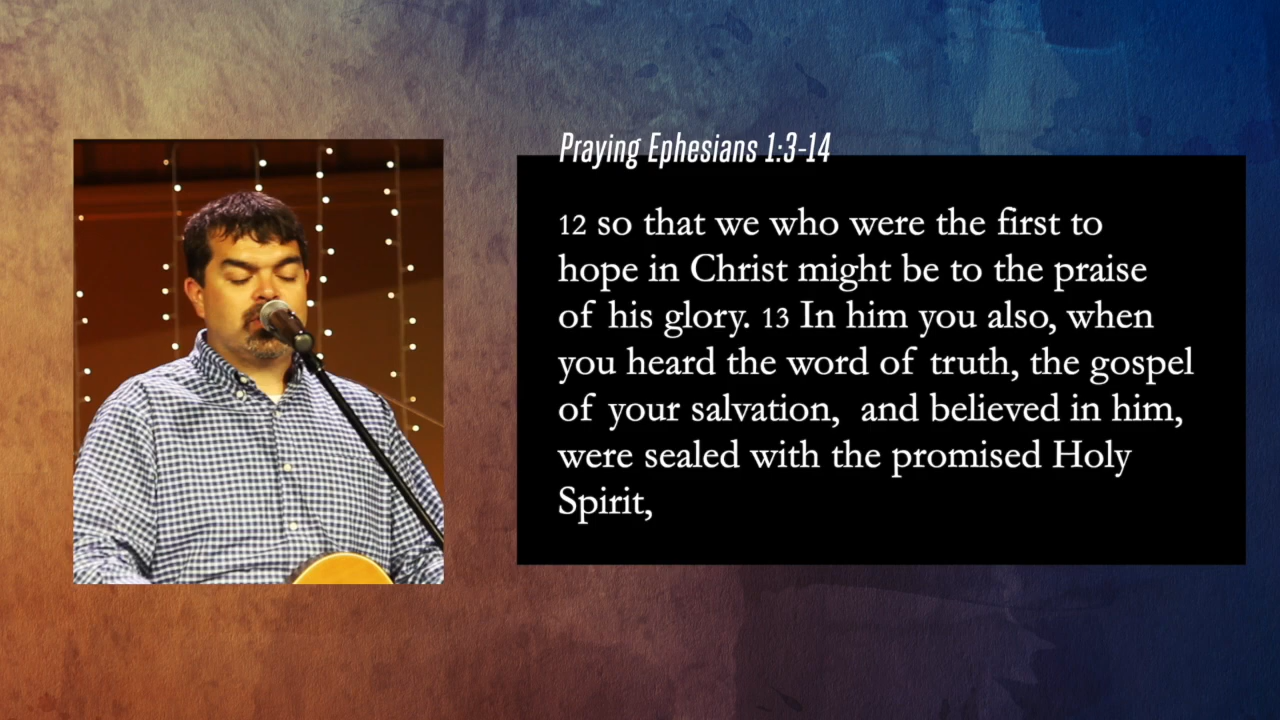 Praying Ephesians 1:3-14
12 so that we who were the first to
hope in Christ might be to the praise
of his glory. 13 In him you also, when
you heard the word of truth, the gospel
of your salvation,  and believed in him,
were sealed with the promised Holy
Spirit,